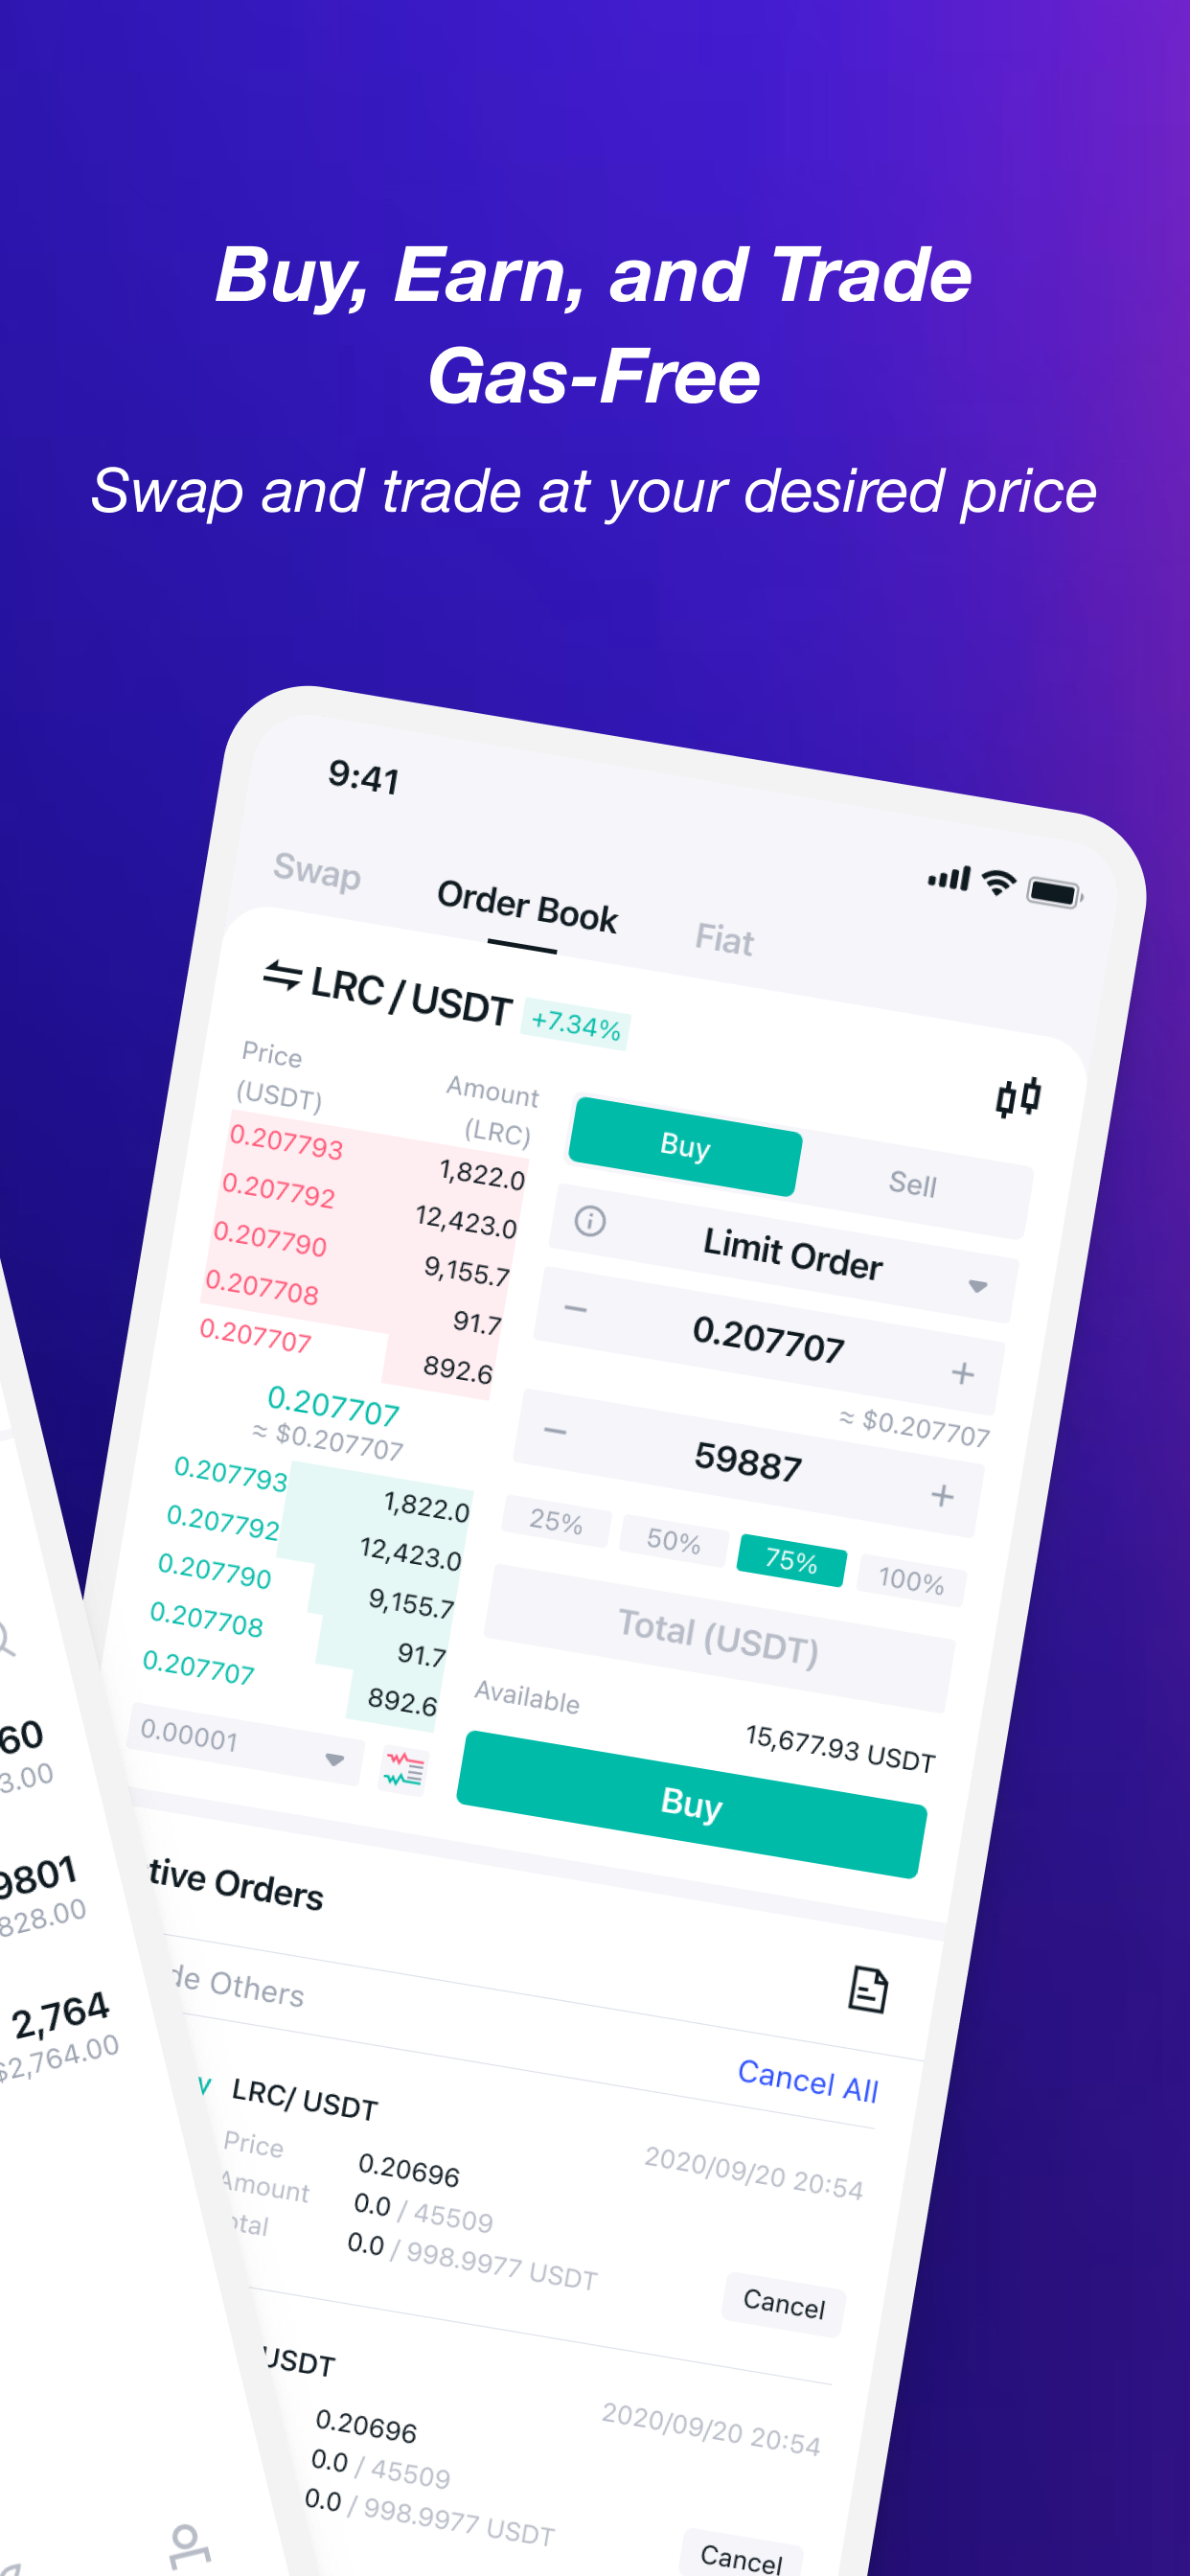 Buy, Earn, and Trade
Gas-Free
Swap and trade at your desired price
9:41
Swap Order Book Fiat
LRC / USDT +7.34%
Price (USDT) Amount (LRC)
0.207793 1,822.0
0.207792 12,423.0
0.207790 9,155.7
0.207708 91.7
0.207707 892.6
0.207707
≈ $0.207707
0.207793 1,822.0
0.207792 12,423.0
0.207790 9,155.7
0.207708 91.7
0.207707 892.6
0.00001
Buy Sell
Limit Order
− 0.207707 +
≈ $0.207707
− 59887 +
25% 50% 75% 100%
Total (USDT)
Available
15,677.93 USDT
Buy
tive Orders
de Others
Cancel All
LRC/ USDT
2020/09/20 20:54
Price 0.20696
Amount 0.0 / 45509
otal 0.0 / 998.9977 USDT
Cancel
USDT
2020/09/20 20:54
0.20696
0.0 / 45509
0.0 / 998.9977 USDT
Cancel
60
3.00
9801
828.00
2,764
$2,764.00